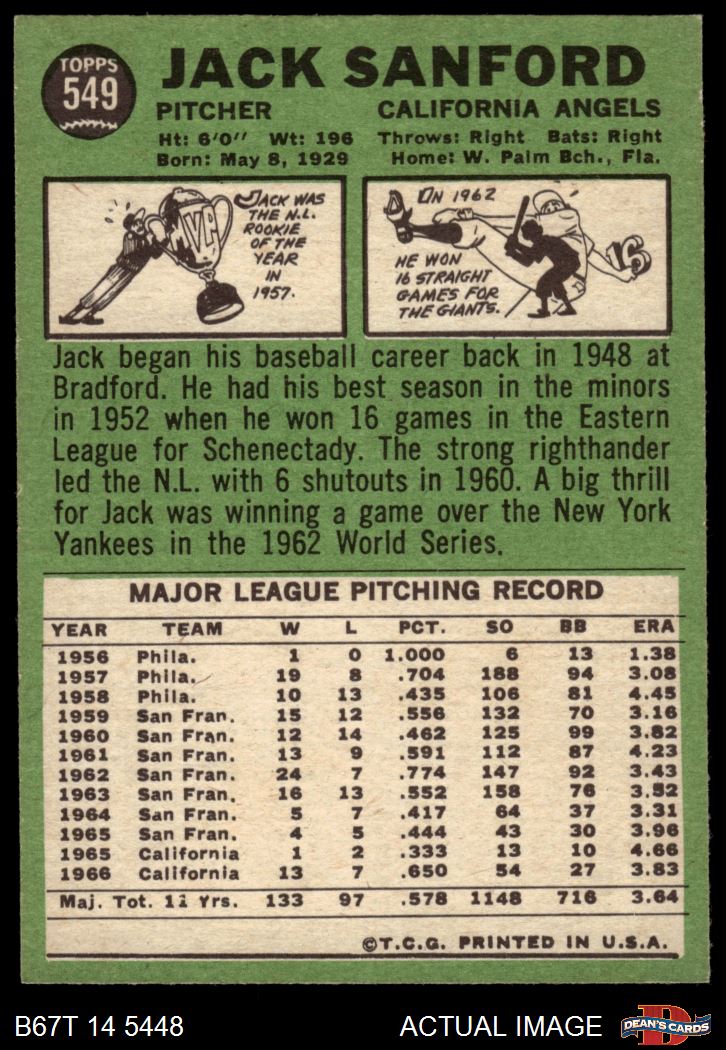 TOPPS
549
JACK SANFORD
PITCHER CALIFORNIA ANGELS
Ht: 6'0" Wt: 196 Throws: Right Bats: Right
Born: May 8, 1929 Home: W. Palm Bch., Fla.
MVP
JACK WAS
THE N.L.
ROOKIE
OF THE
YEAR
IN
1957.
IN 1962
HE WON
16 STRAIGHT
GAMES FOR
THE GIANTS.
16
Jack began his baseball career back in 1948 at
Bradford. He had his best season in the minors
in 1952 when he won 16 games in the Eastern
League for Schenectady. The strong righthander
led the N.L. with 6 shutouts in 1960. A big thrill
for Jack was winning a game over the New York
Yankees in the 1962 World Series.
MAJOR LEAGUE PITCHING RECORD
YEAR TEAM W L PCT. SO BB ERA
1956 Phila. 1 0 1.000 6 13 1.38
1957 Phila. 19 8 .704 188 94 3.08
1958 Phila. 10 13 .435 106 81 4.45
1959 San Fran. 15 12 .556 132 70 3.16
1960 San Fran. 12 14 .462 125 99 3.82
1961 San Fran. 13 9 .591 112 87 4.23
1962 San Fran. 24 7 .774 147 92 3.43
1963 San Fran. 16 13 .552 158 76 3.52
1964 San Fran. 5 7 .417 64 37 3.31
1965 San Fran. 4 5 .444 43 30 3.96
1965 California 1 2 .333 13 10 4.66
1966 California 13 7 .650 54 27 3.83
Maj. Tot. 11 Yrs. 133 97 .578 1148 716 3.64
©T.C.G. PRINTED IN U.S.A.
B67T 14 5448 ACTUAL IMAGE
D
DEAN'S CARDS